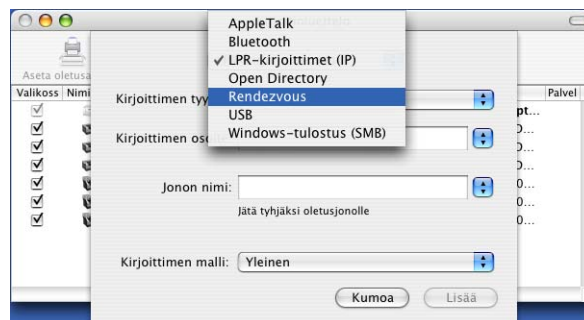 AppleTalk
Bluetooth
✓ LPR-kirjoittimet (IP)
Open Directory
Rendezvous
USB
Windows-tulostus (SMB)
Aseta oletusa
Valikoss Nimi
Palvel
Kirjoittimen tyy
Kirjoittimen os
Jonon nimi:
Jätä tyhjäksi oletusjonolle
Kirjoittimen malli: Yleinen
Kumoa Lisää